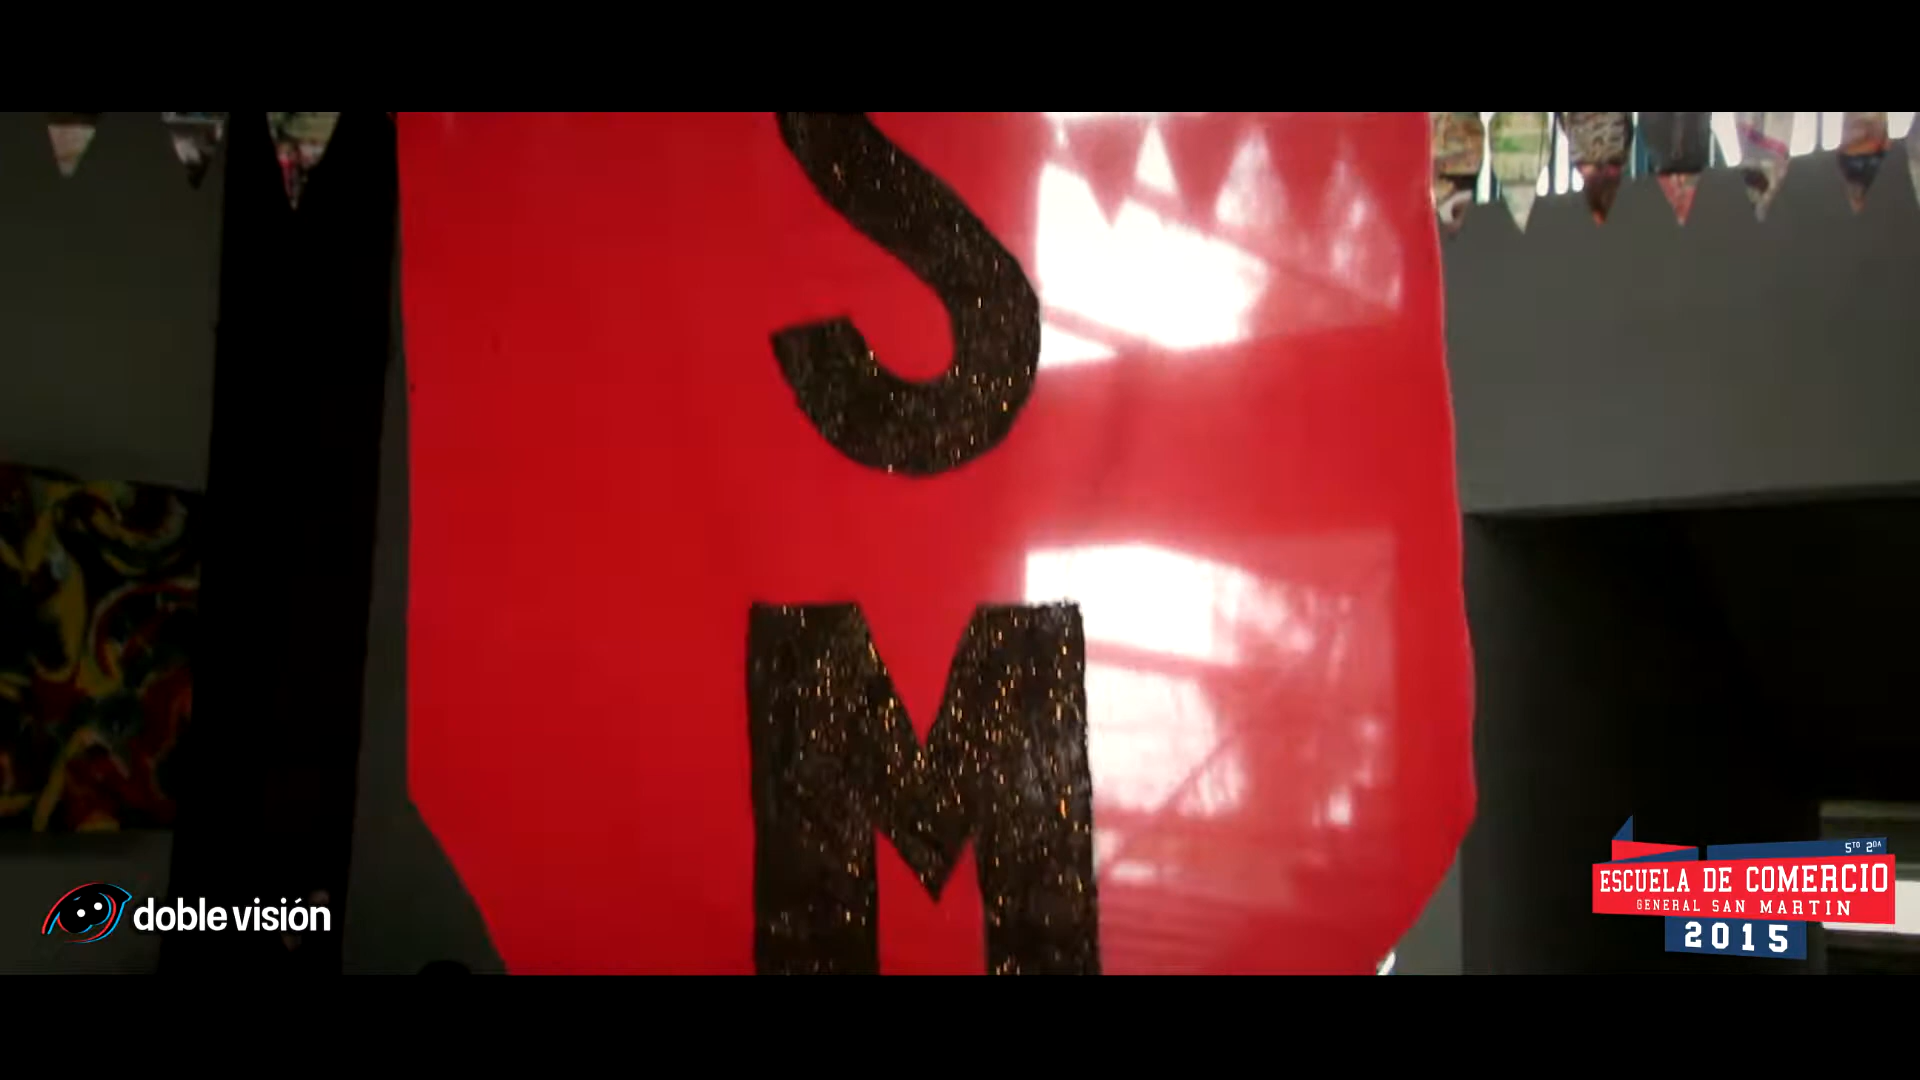 S
M
doble visión
5TO 2DA
ESCUELA DE COMERCIO
GENERAL SAN MARTIN
2015